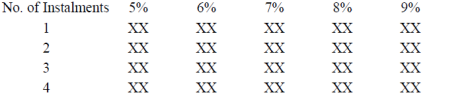 No. of Instalments 5% 6% 7% 8% 9%
1 XX XX XX XX XX
2 XX XX XX XX XX
3 XX XX XX XX XX
4 XX XX XX XX XX